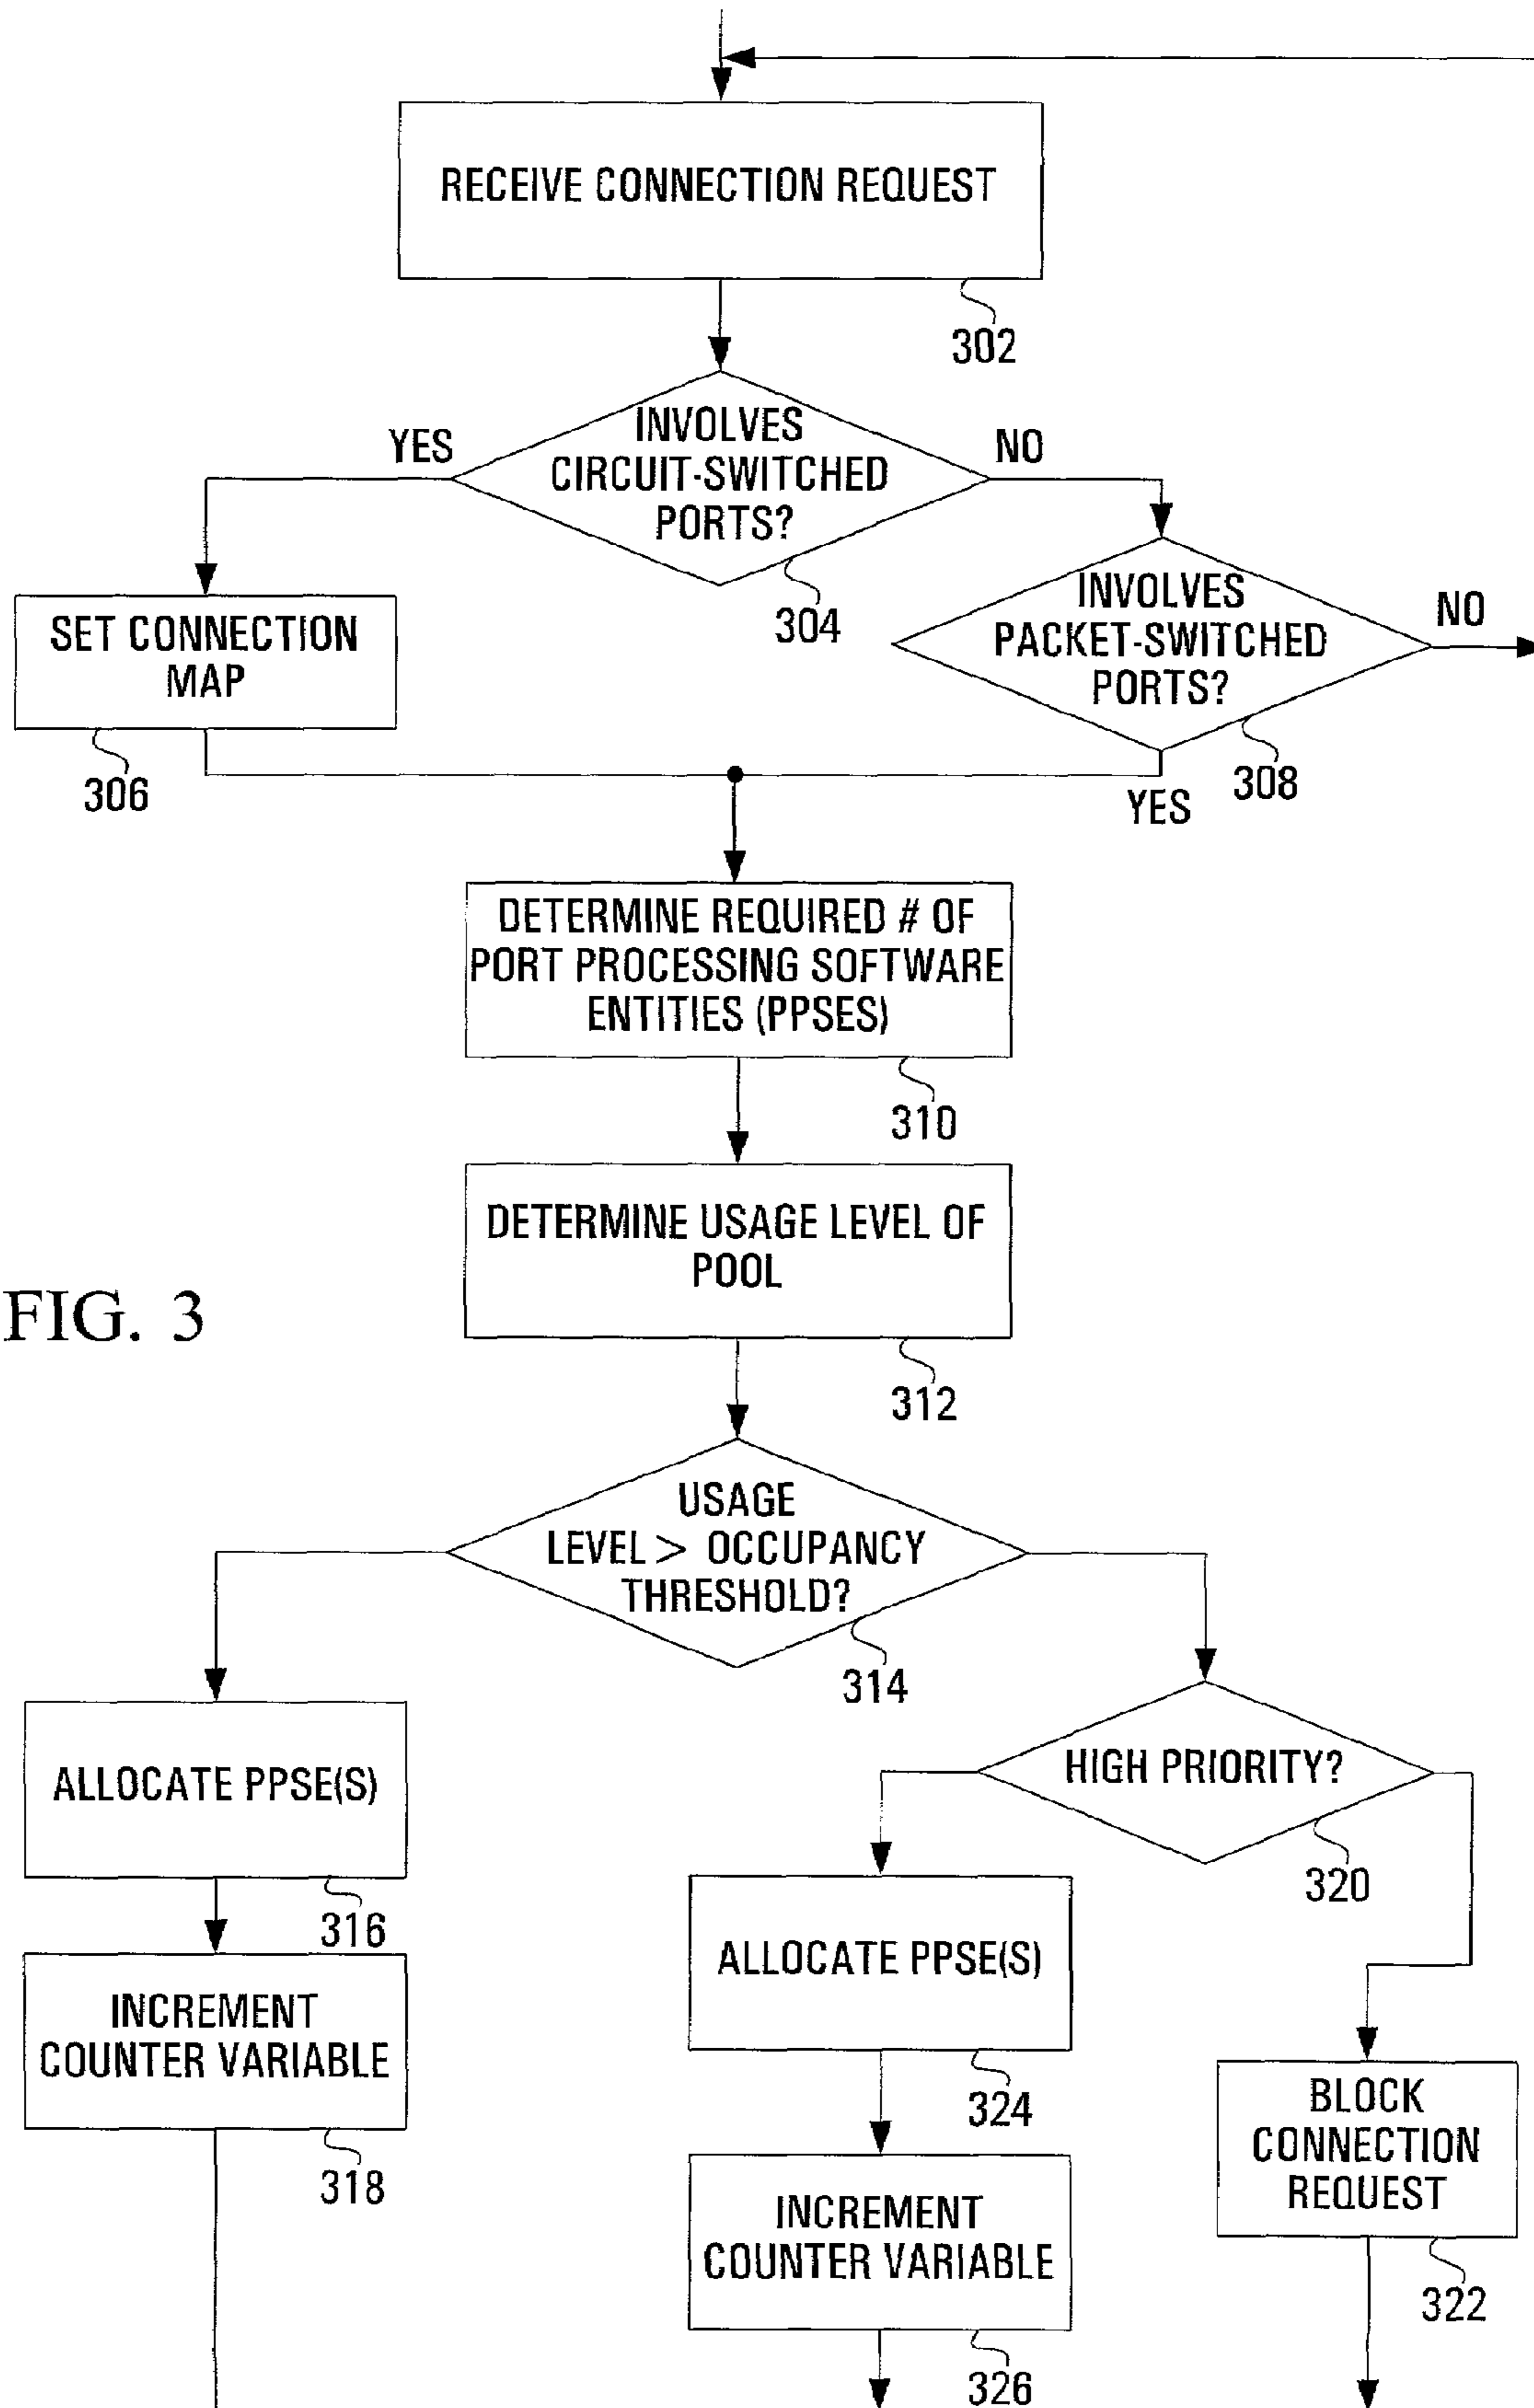 RECEIVE CONNECTION REQUEST
302
INVOLVES
CIRCUIT-SWITCHED
PORTS?
YES
NO
304
SET CONNECTION
MAP
306
INVOLVES
PACKET-SWITCHED
PORTS?
NO
308
YES
DETERMINE REQUIRED # OF
PORT PROCESSING SOFTWARE
ENTITIES (PPSES)
310
DETERMINE USAGE LEVEL OF
POOL
312
FIG. 3
USAGE
LEVEL > OCCUPANCY
THRESHOLD?
314
ALLOCATE PPSE(S)
316
INCREMENT
COUNTER VARIABLE
318
HIGH PRIORITY?
320
ALLOCATE PPSE(S)
324
INCREMENT
COUNTER VARIABLE
326
BLOCK
CONNECTION
REQUEST
322